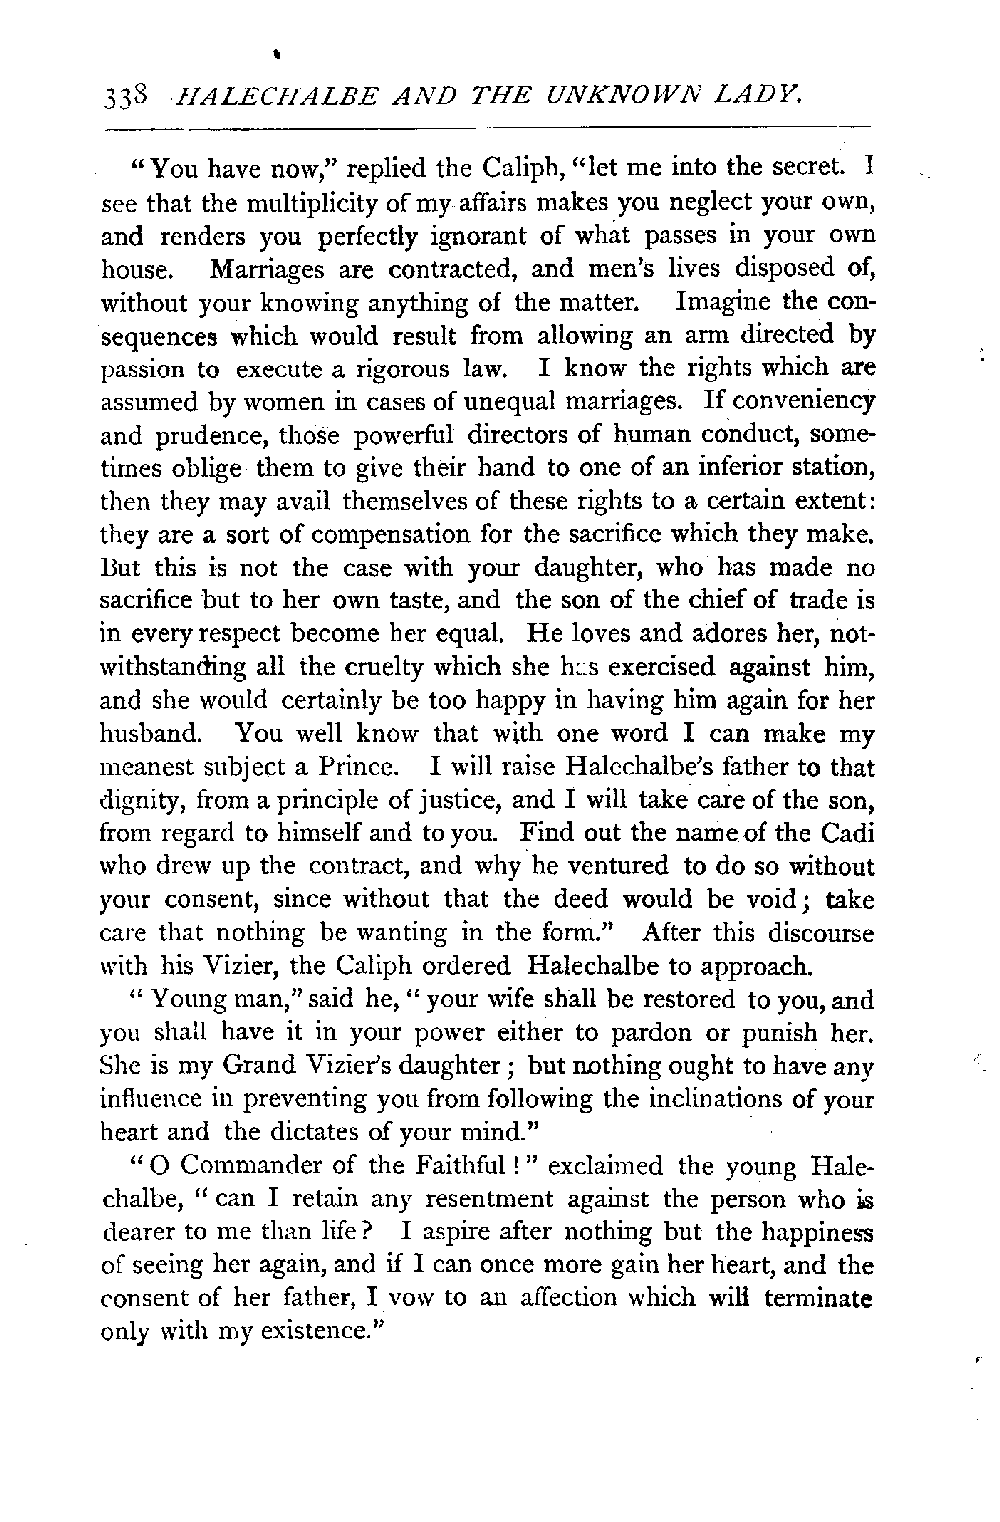 338 HALECHALBE AND THE UNKNOWN LADY.
“You have now,” replied the Caliph, “let me into the secret. I
see that the multiplicity of my affairs makes you neglect your own,
and renders you perfectly ignorant of what passes in your own
house. Marriages are contracted, and men's lives disposed of,
without your knowing anything of the matter. Imagine the con-
sequences which would result from allowing an arm directed by
passion to execute a rigorous law. I know the rights which are
assumed by women in cases of unequal marriages. If conveniency
and prudence, those powerful directors of human conduct, some-
times oblige them to give their hand to one of an inferior station,
then they may avail themselves of these rights to a certain extent:
they are a sort of compensation for the sacrifice which they make.
But this is not the case with your daughter, who has made no
sacrifice but to her own taste, and the son of the chief of trade is
in every respect become her equal. He loves and adores her, not-
withstanding all the cruelty which she has exercised against him,
and she would certainly be too happy in having him again for her
husband. You well know that with one word I can make my
meanest subject a Prince. I will raise Halechalbe's father to that
dignity, from a principle of justice, and I will take care of the son,
from regard to himself and to you. Find out the name of the Cadi
who drew up the contract, and why he ventured to do so without
your consent, since without that the deed would be void; take
care that nothing be wanting in the form.” After this discourse
with his Vizier, the Caliph ordered Halechalbe to approach.
“Young man,” said he, “your wife shall be restored to you, and
you shall have it in your power either to pardon or punish her.
She is my Grand Vizier's daughter; but nothing ought to have any
influence in preventing you from following the inclinations of your
heart and the dictates of your mind.”
“O Commander of the Faithful!” exclaimed the young Hale-
chalbe, “can I retain any resentment against the person who is
dearer to me than life? I aspire after nothing but the happiness
of seeing her again, and if I can once more gain her heart, and the
consent of her father, I vow to an affection which will terminate
only with my existence.”